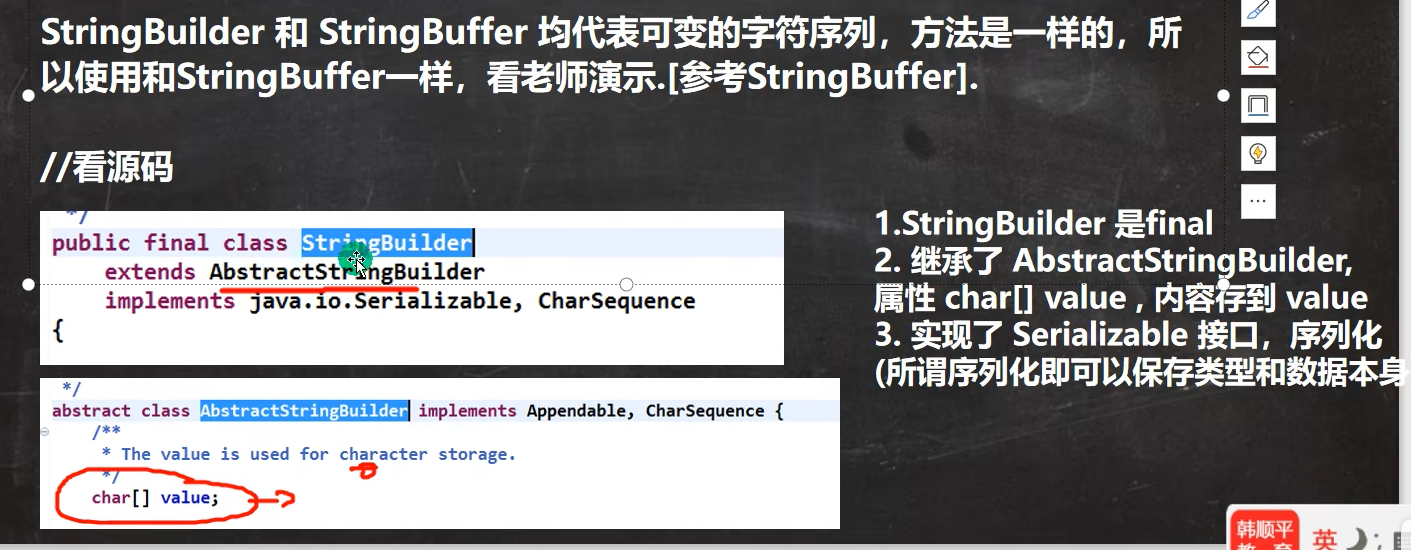 StringBuilder 和 StringBuffer 均代表可变的字符序列，方法是一样的，所
以使用和StringBuffer一样，看老师演示.[参考StringBuffer].
//看源码
*/
public final class StringBuilder
extends AbstractStringBuilder
implements java.io.Serializable, CharSequence
{
*/
abstract class AbstractStringBuilder implements Appendable, CharSequence {
/**
* The value is used for character storage.
*/
char[] value;
1.StringBuilder 是final
2. 继承了 AbstractStringBuilder,
属性 char[] value , 内容存到 value
3. 实现了 Serializable 接口，序列化
(所谓序列化即可以保存类型和数据本身
韩顺平
教 育
英